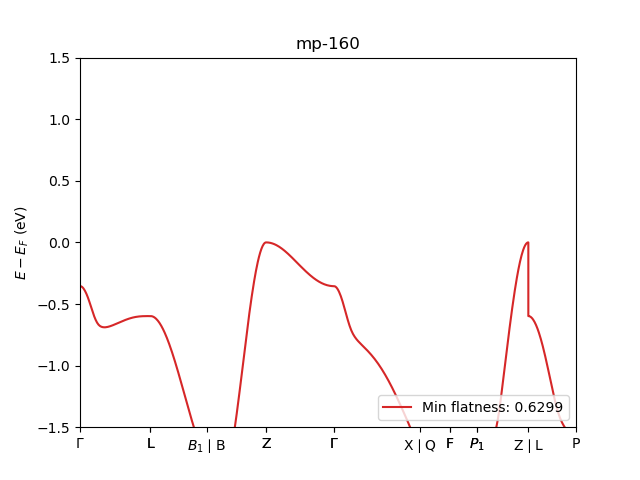 mp-160
E − E_F (eV)
1.5
1.0
0.5
0.0
−0.5
−1.0
−1.5
Min flatness: 0.6299
Γ L B₁ | B Z Γ X | Q F P₁ Z | L P